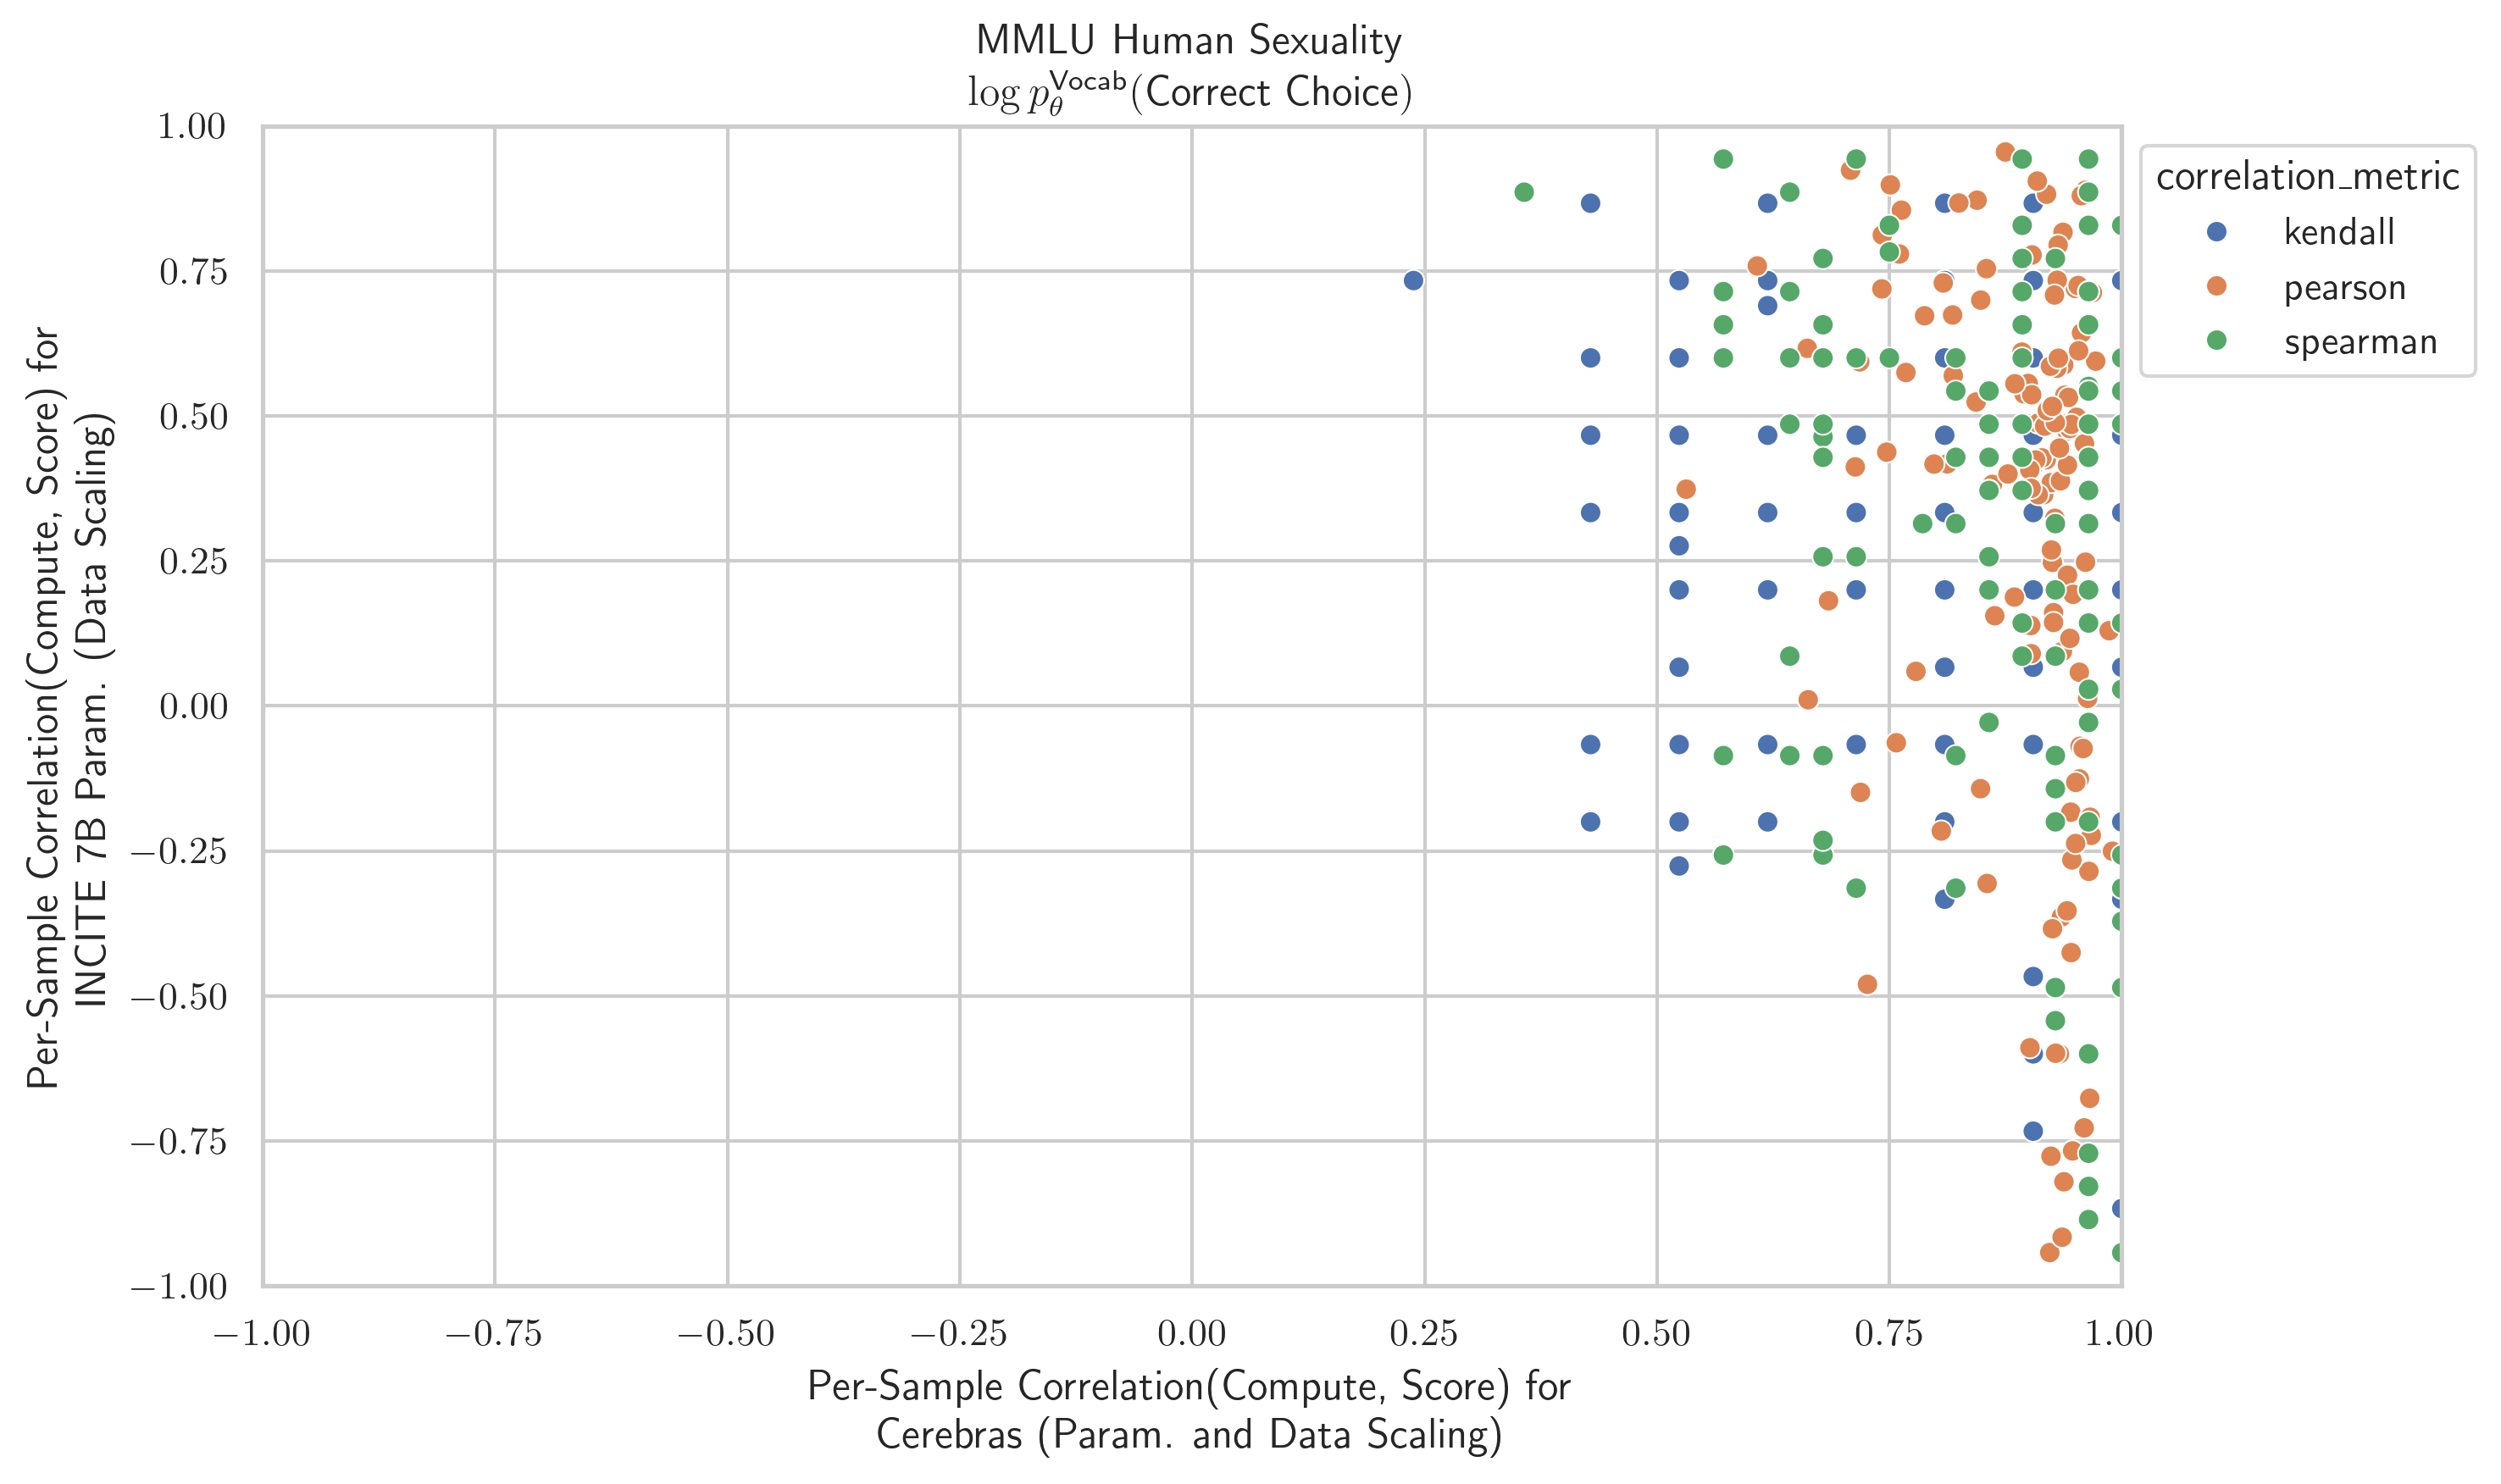 MMLU Human Sexuality
log p_θ^Vocab(Correct Choice)
1.00
0.75
0.50
0.25
0.00
−0.25
−0.50
−0.75
−1.00
Per-Sample Correlation(Compute, Score) for
INCITE 7B Param. (Data Scaling)
−1.00 −0.75 −0.50 −0.25 0.00 0.25 0.50 0.75 1.00
Per-Sample Correlation(Compute, Score) for
Cerebras (Param. and Data Scaling)
correlation_metric
kendall
pearson
spearman